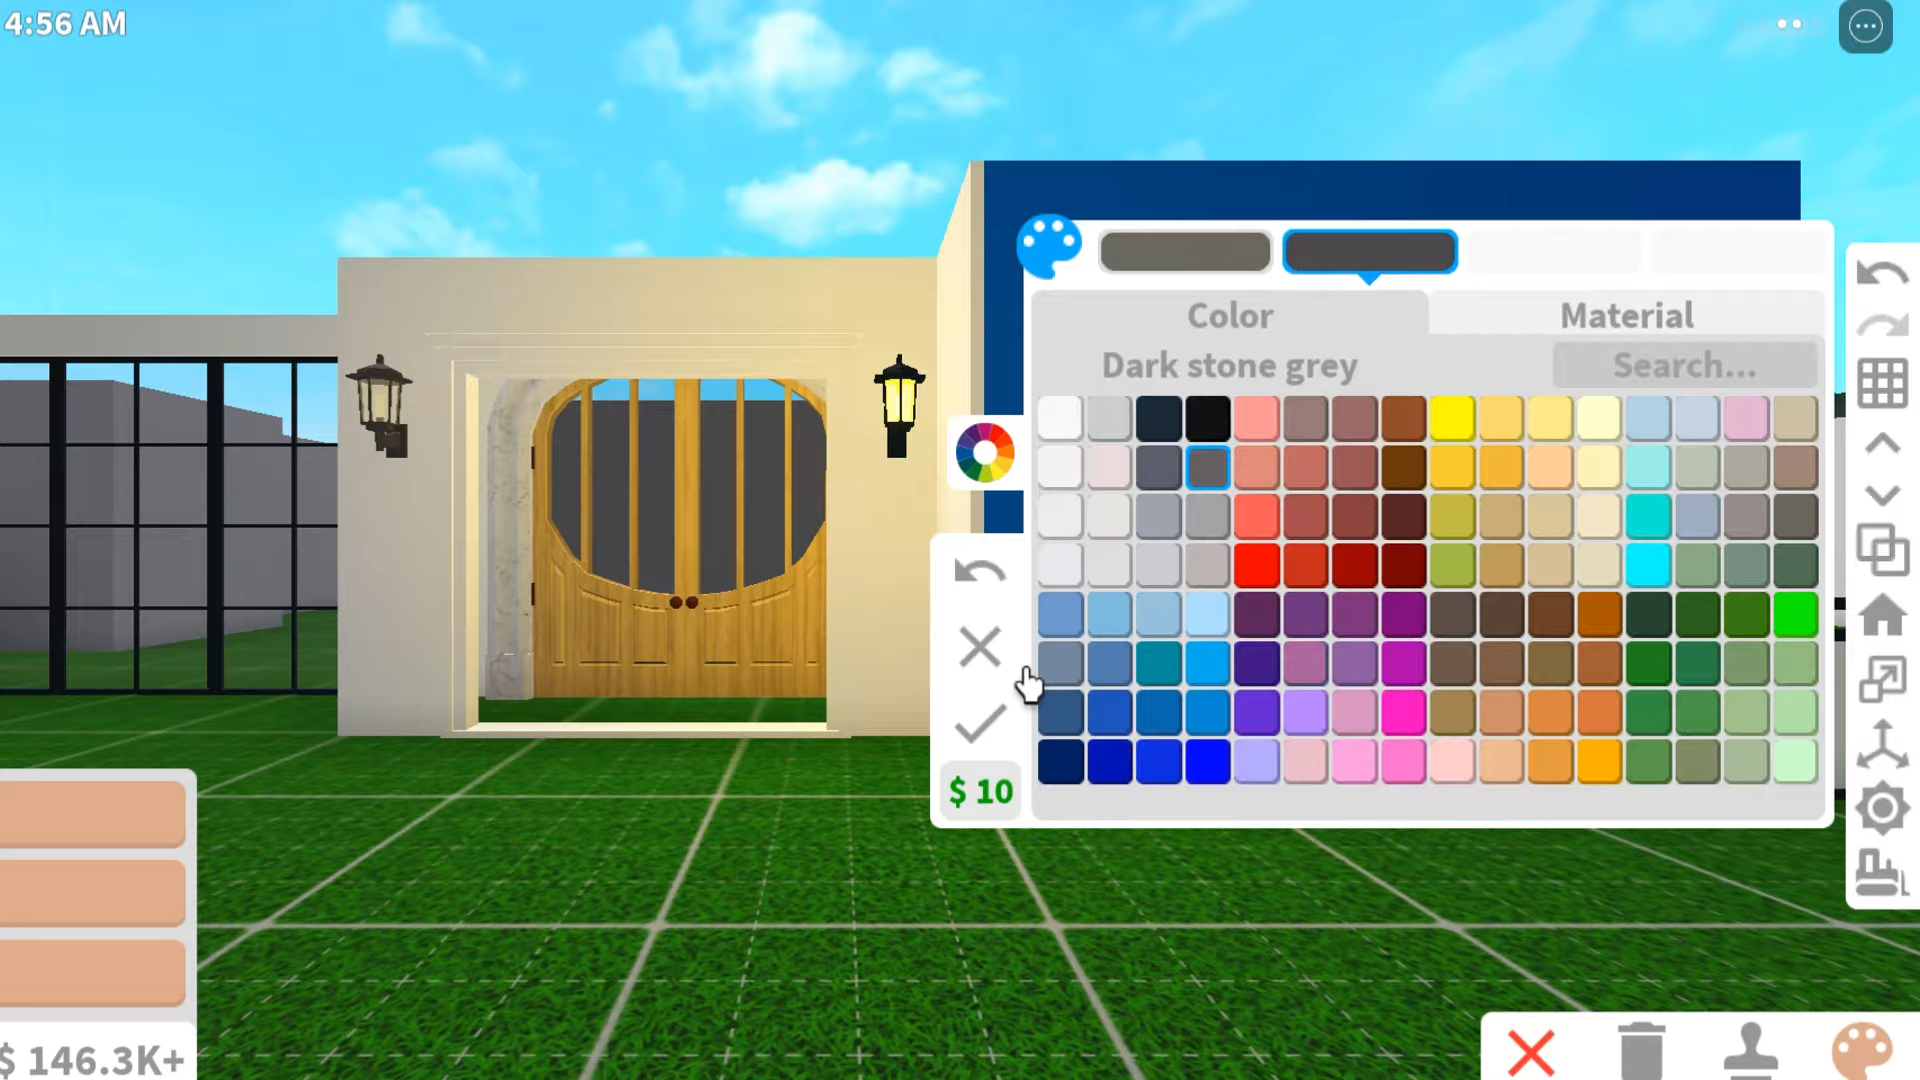 4:56 AM
Color
Material
Dark stone grey
Search...
$ 10
$ 146.3K+